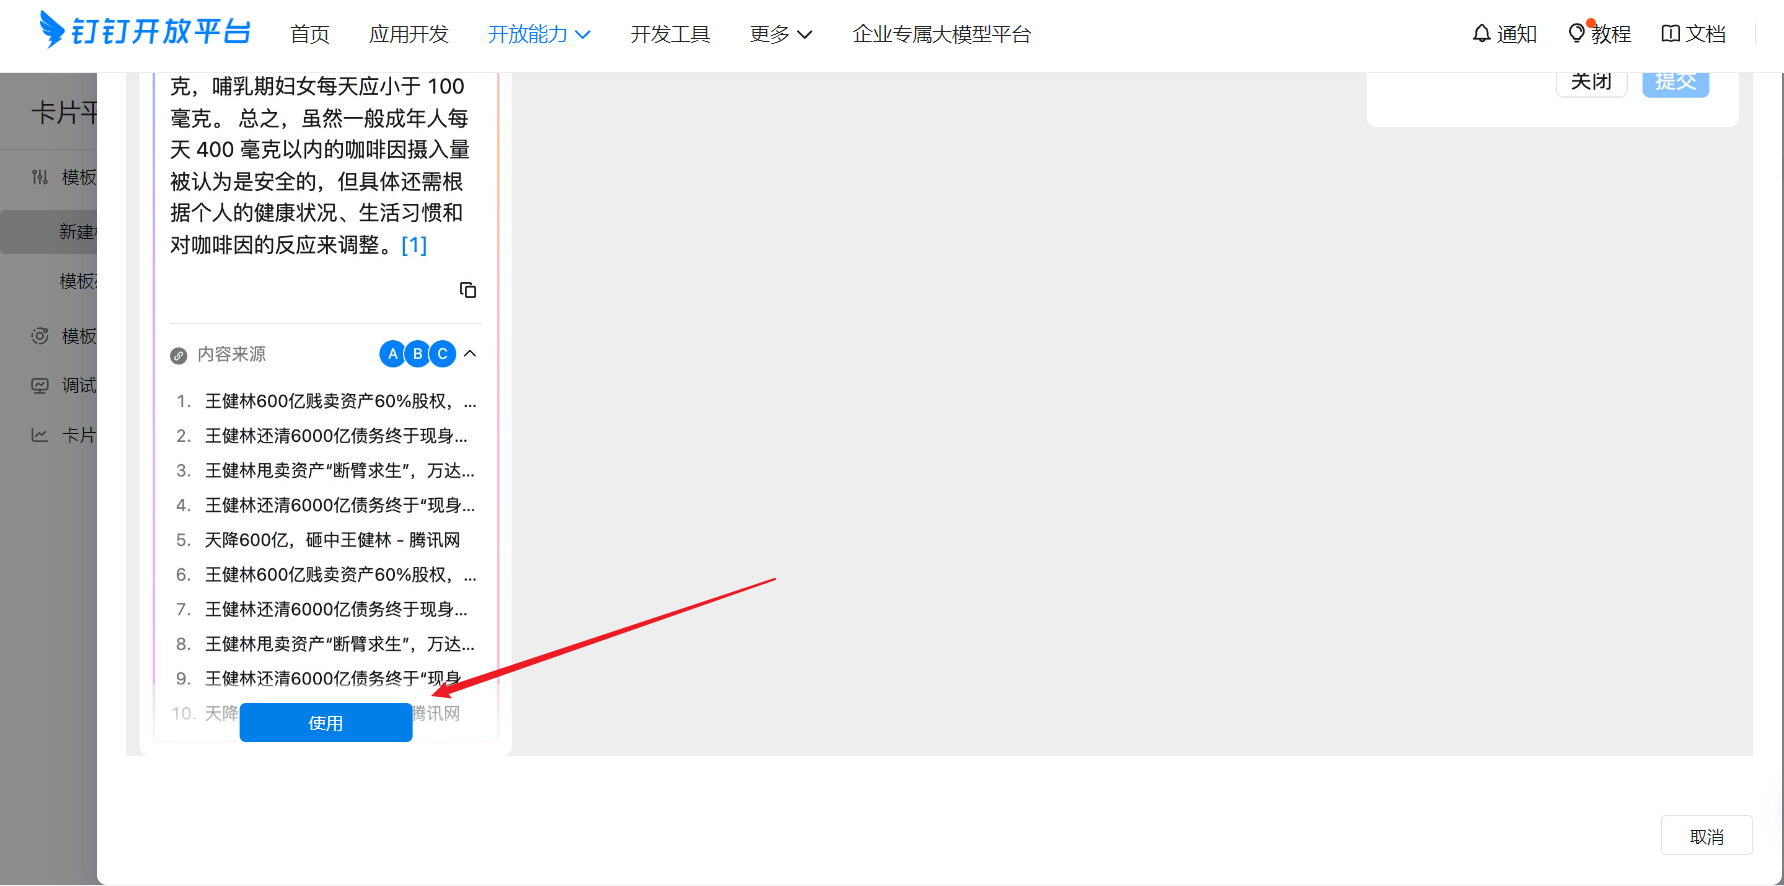 钉钉开放平台 首页 应用开发 开放能力 开发工具 更多 企业专属大模型平台 通知 教程 文档
卡片平
模板
新建
模板
模板
调试
卡片
克，哺乳期妇女每天应小于 100
毫克。 总之，虽然一般成年人每
天 400 毫克以内的咖啡因摄入量
被认为是安全的，但具体还需根
据个人的健康状况、生活习惯和
对咖啡因的反应来调整。[1]
内容来源 A B C
1. 王健林600亿贱卖资产60%股权，...
2. 王健林还清6000亿债务终于现身...
3. 王健林甩卖资产“断臂求生”，万达...
4. 王健林还清6000亿债务终于“现身...
5. 天降600亿，砸中王健林 - 腾讯网
6. 王健林600亿贱卖资产60%股权，...
7. 王健林还清6000亿债务终于现身...
8. 王健林甩卖资产“断臂求生”，万达...
9. 王健林还清6000亿债务终于“现身
10. 天降 腾讯网
使用
关闭 提交
取消